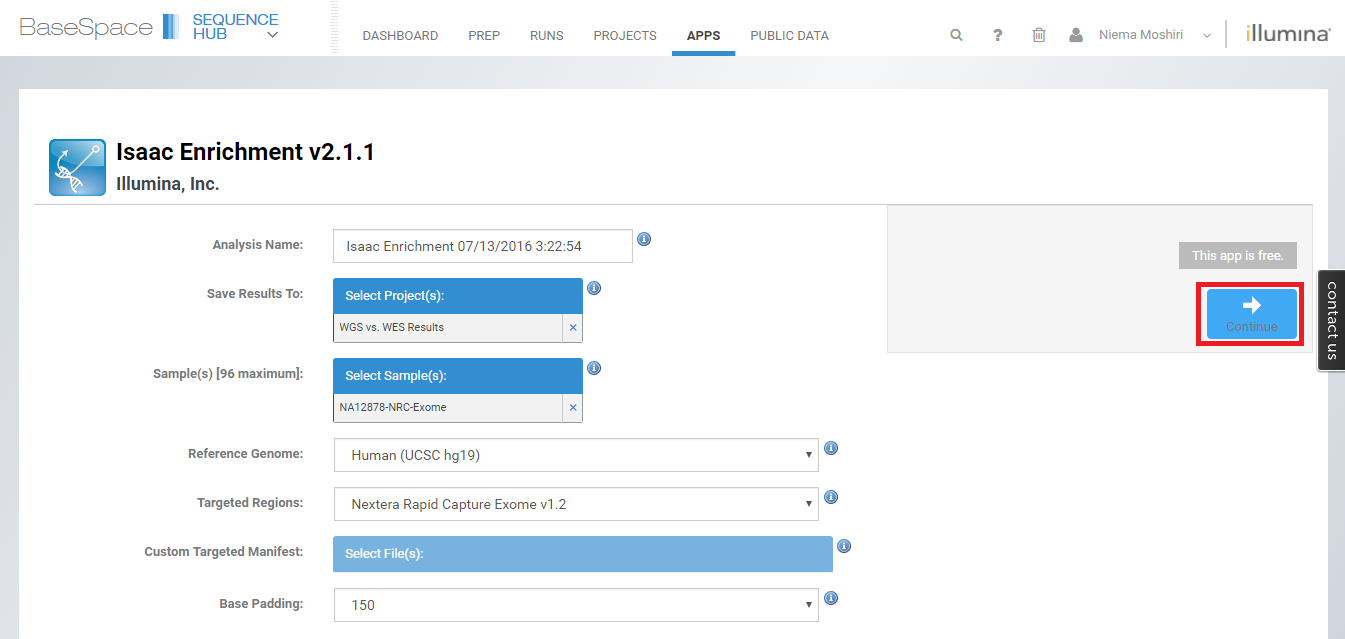 BaseSpace SEQUENCE HUB
DASHBOARD PREP RUNS PROJECTS APPS PUBLIC DATA ? Niema Moshiri illumina®
Isaac Enrichment v2.1.1
Illumina, Inc.
Analysis Name: Isaac Enrichment 07/13/2016 3:22:54
This app is free.
Save Results To: Select Project(s):
WGS vs. WES Results ×
Continue
contact us
Sample(s) [96 maximum]: Select Sample(s):
NA12878-NRC-Exome ×
Reference Genome: Human (UCSC hg19)
Targeted Regions: Nextera Rapid Capture Exome v1.2
Custom Targeted Manifest: Select File(s):
Base Padding: 150